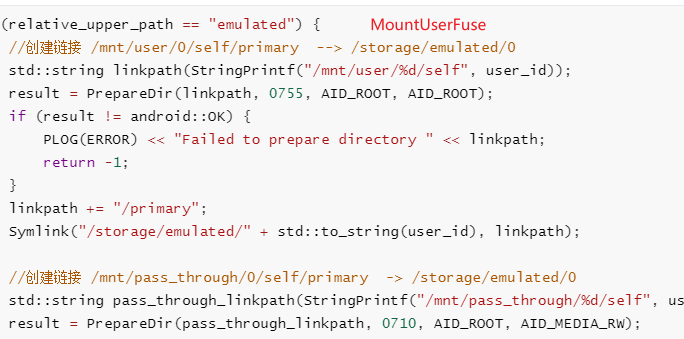 (relative_upper_path == "emulated") { MountUserFuse
//创建链接 /mnt/user/0/self/primary --> /storage/emulated/0
std::string linkpath(StringPrintf("/mnt/user/%d/self", user_id));
result = PrepareDir(linkpath, 0755, AID_ROOT, AID_ROOT);
if (result != android::OK) {
PLOG(ERROR) << "Failed to prepare directory " << linkpath;
return -1;
}
linkpath += "/primary";
Symlink("/storage/emulated/" + std::to_string(user_id), linkpath);
//创建链接 /mnt/pass_through/0/self/primary -> /storage/emulated/0
std::string pass_through_linkpath(StringPrintf("/mnt/pass_through/%d/self", us
result = PrepareDir(pass_through_linkpath, 0710, AID_ROOT, AID_MEDIA_RW);